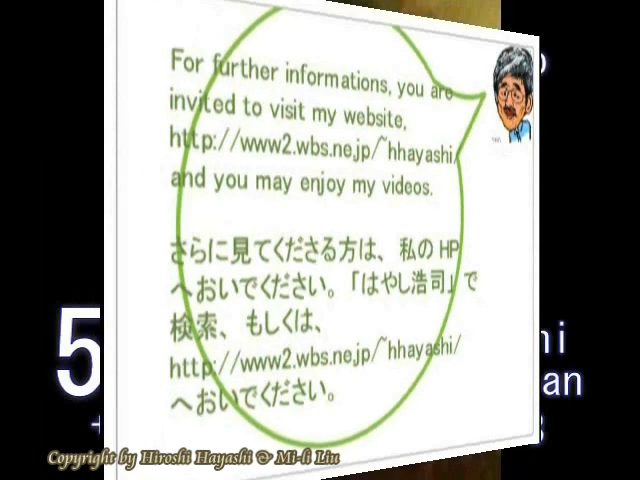 For further informations, you are
invited to visit my website,
http://www2.wbs.ne.jp/~hhayashi/
and you may enjoy my videos.
さらに見てくださる方は、私のHP
へおいでください。「はやし浩司」で
検索、もしくは、
http://www2.wbs.ne.jp/~hhayashi/
へおいでください。
5
hi
an
Copyright by Hiroshi Hayashi & Mi-li Liu